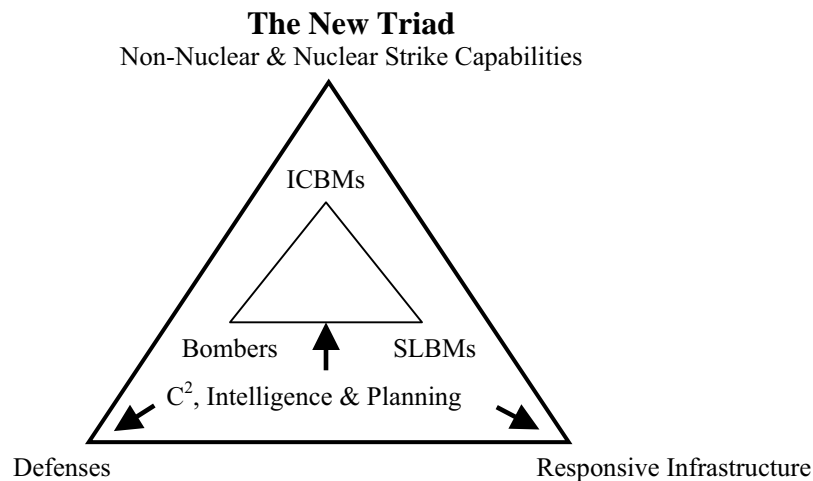 The New Triad
Non-Nuclear & Nuclear Strike Capabilities
ICBMs
Bombers
SLBMs
C², Intelligence & Planning
Defenses
Responsive Infrastructure